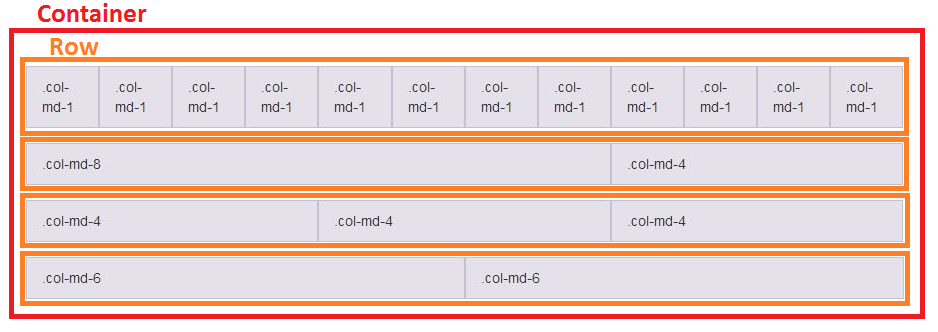 Container
Row
.col- .col- .col- .col- .col- .col- .col- .col- .col- .col- .col- .col-
md-1 md-1 md-1 md-1 md-1 md-1 md-1 md-1 md-1 md-1 md-1 md-1
.col-md-8 .col-md-4
.col-md-4 .col-md-4 .col-md-4
.col-md-6 .col-md-6